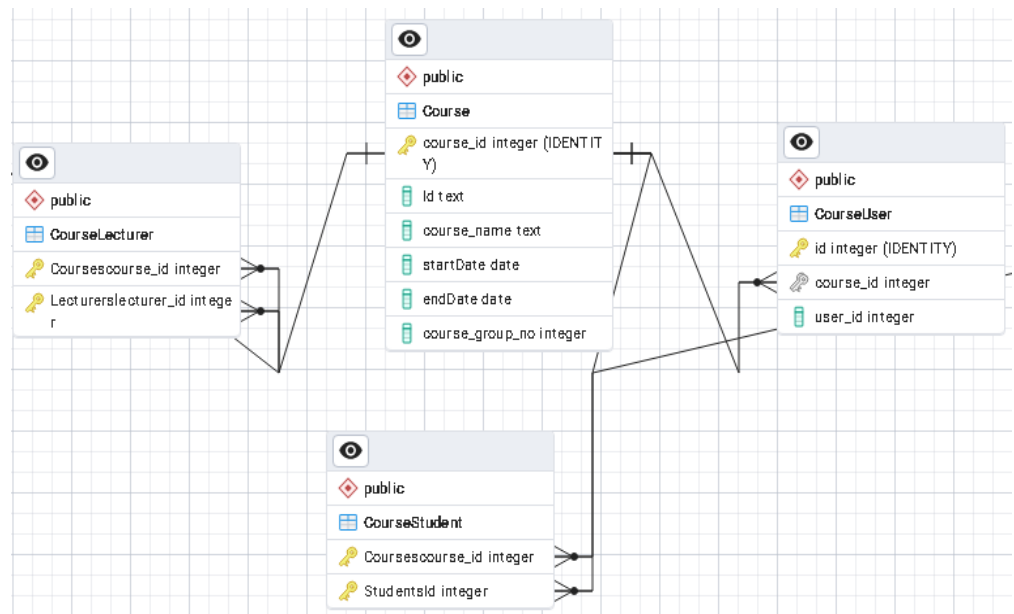 public
Course
course_id integer (IDENTIT
Y)
Id text
course_name text
startDate date
endDate date
course_group_no integer
public
CourseLecturer
Coursescourse_id integer
Lecturerslecturer_id intege
r
public
CourseUser
id integer (IDENTITY)
course_id integer
user_id integer
public
CourseStudent
Coursescourse_id integer
StudentsId integer